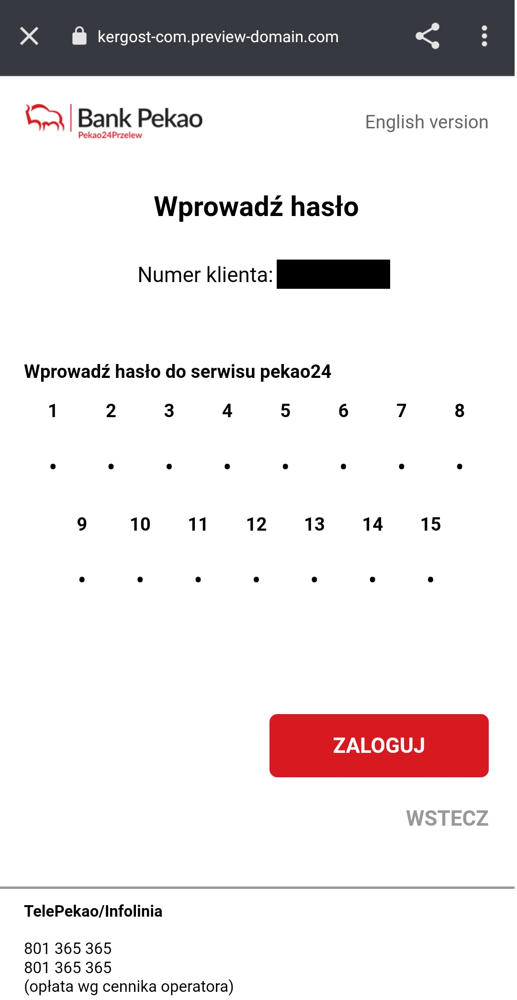 kergost-com.preview-domain.com
Bank Pekao
Pekao24Przelew
English version
Wprowadź hasło
Numer klienta:
Wprowadź hasło do serwisu pekao24
1 2 3 4 5 6 7 8
9 10 11 12 13 14 15
ZALOGUJ
WSTECZ
TelePekao/Infolinia
801 365 365
801 365 365
(opłata wg cennika operatora)